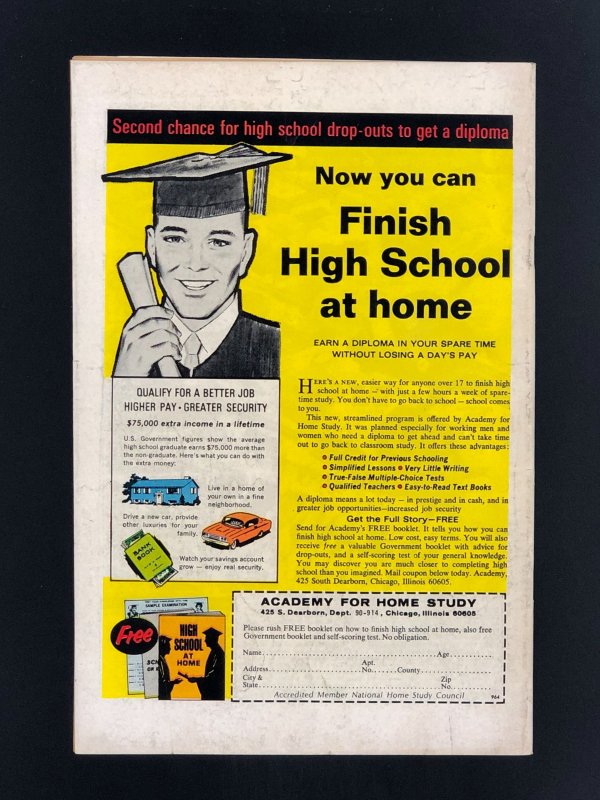 Second chance for high school drop-outs to get a diploma
Now you can
Finish
High School
at home
EARN A DIPLOMA IN YOUR SPARE TIME
WITHOUT LOSING A DAY'S PAY
HERE'S A NEW, easier way for anyone over 17 to finish high
school at home — with just a few hours a week of spare-
time study. You don't have to go back to school — school comes
to you.
This new, streamlined program is offered by Academy for
Home Study. It was planned especially for working men and
women who need a diploma to get ahead and can't take time
out to go back to classroom study. It offers these advantages:
Full Credit for Previous Schooling
Simplified Lessons • Very Little Writing
True-False Multiple-Choice Tests
Qualified Teachers • Easy-to-Read Text Books
A diploma means a lot today — in prestige and in cash, and in
greater job opportunities—increased job security
Get the Full Story—FREE
Send for Academy's FREE booklet. It tells you how you can
finish high school at home. Low cost, easy terms. You will also
receive free a valuable Government booklet with advice for
drop-outs, and a self-scoring test of your general knowledge.
You may discover you are much closer to completing high
school than you imagined. Mail coupon below today. Academy,
425 South Dearborn, Chicago, Illinois 60605.
QUALIFY FOR A BETTER JOB
HIGHER PAY • GREATER SECURITY
$75,000 extra income in a lifetime
U.S. Government figures show the average
high school graduate earns $75,000 more than
the non-graduate. Here's what you can do with
the extra money:
Live in a home of
your own in a fine
neighborhood.
Drive a new car, provide
other luxuries for your
family.
BANK
BOOK
Watch your savings account
grow — enjoy real security.
SAMPLE EXAMINATION
Free
HIGH
SCHOOL
AT
HOME
ACADEMY FOR HOME STUDY
425 S. Dearborn, Dept. 90-914, Chicago, Illinois 60605
Please rush FREE booklet on how to finish high school at home, also free
Government booklet and self-scoring test. No obligation.
Name Age
Address Apt. No. County
City & State Zip No.
Accredited Member National Home Study Council 964